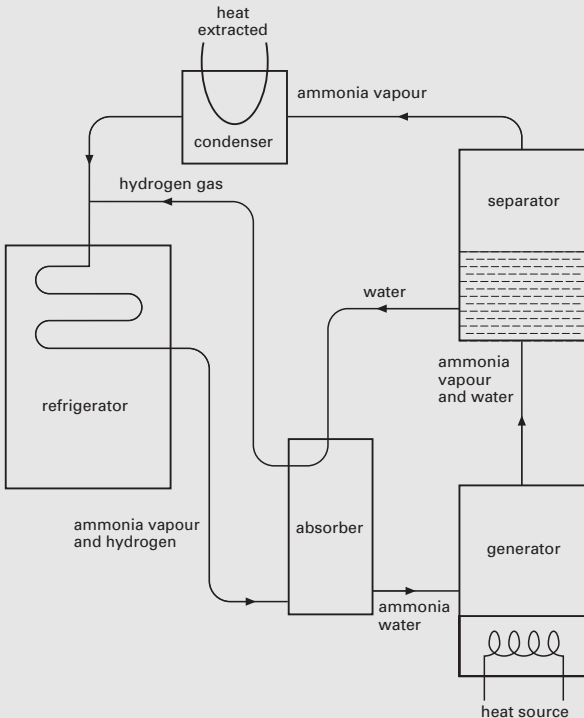 heat
extracted
ammonia vapour
condenser
hydrogen gas
separator
water
ammonia
vapour
and water
refrigerator
ammonia vapour
and hydrogen
absorber
generator
ammonia
water
heat source